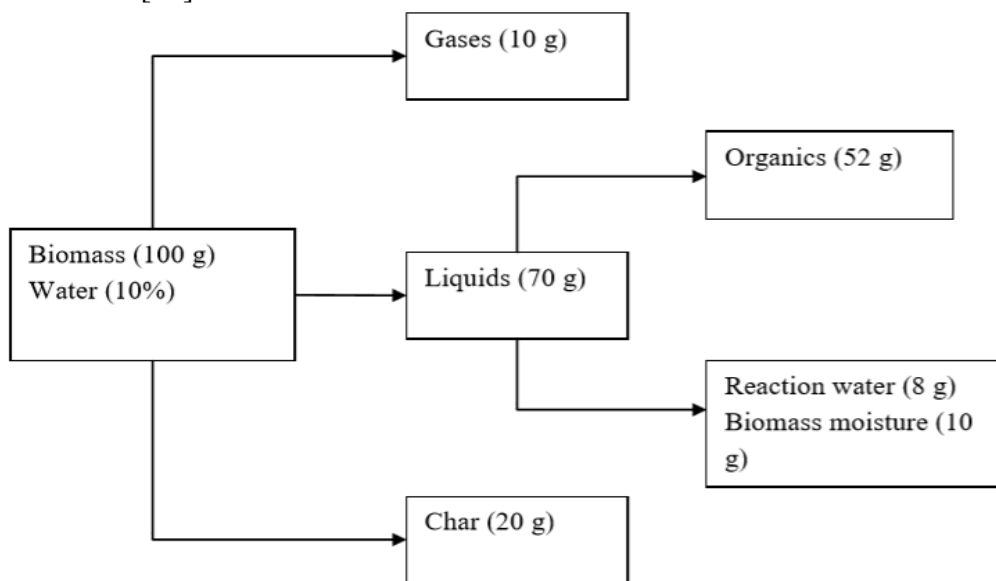 Gases (10 g)
Organics (52 g)
Biomass (100 g)
Water (10%)
Liquids (70 g)
Reaction water (8 g)
Biomass moisture (10
g)
Char (20 g)